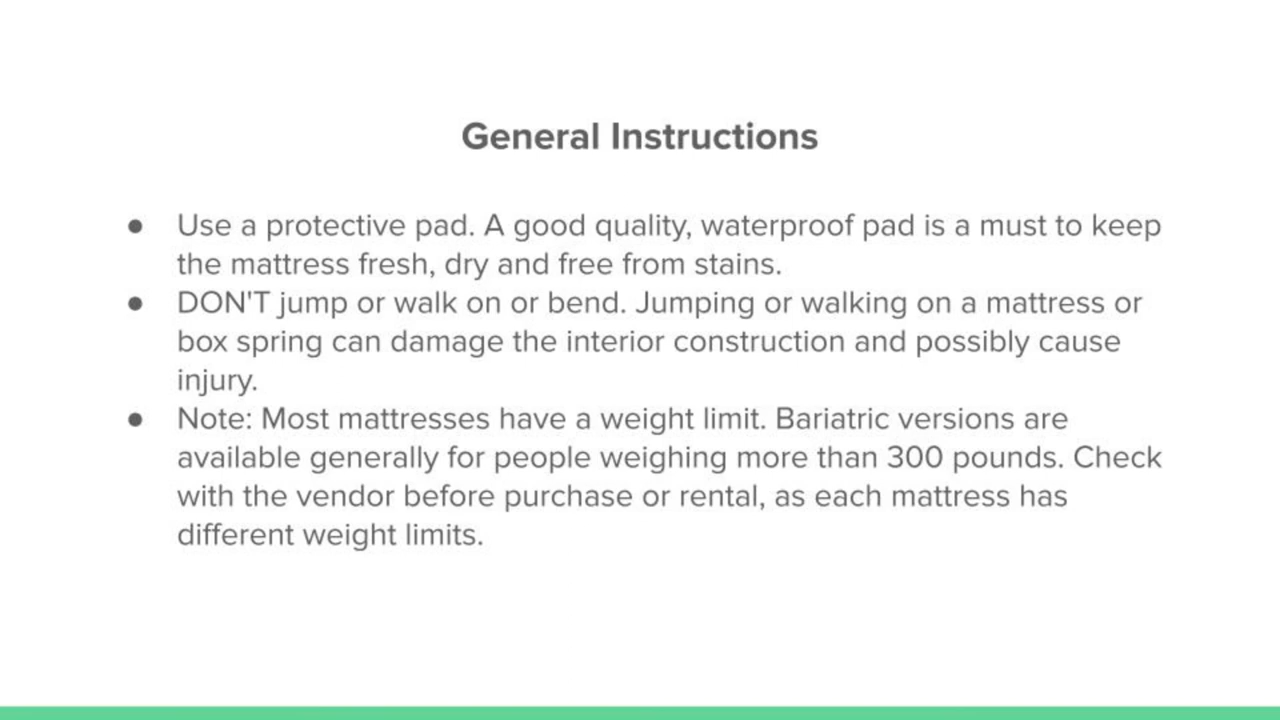 General Instructions
● Use a protective pad. A good quality, waterproof pad is a must to keep
the mattress fresh, dry and free from stains.
● DON'T jump or walk on or bend. Jumping or walking on a mattress or
box spring can damage the interior construction and possibly cause
injury.
● Note: Most mattresses have a weight limit. Bariatric versions are
available generally for people weighing more than 300 pounds. Check
with the vendor before purchase or rental, as each mattress has
different weight limits.